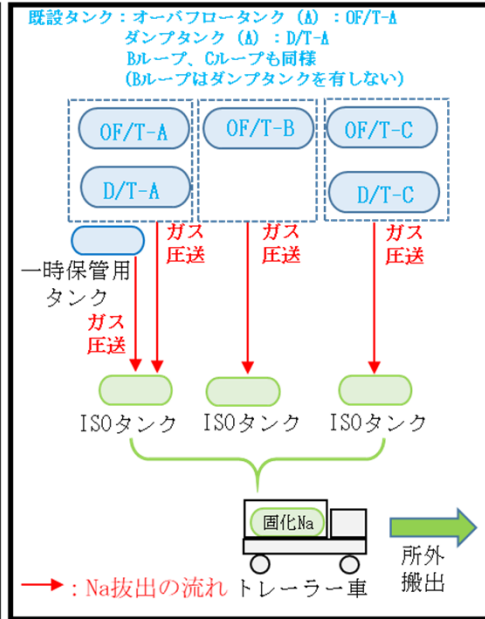 既設タンク：オーバフロータンク（A）：OF/T-A
ダンプタンク（A）：D/T-A
Bループ、Cループも同様
（Bループはダンプタンクを有しない）
OF/T-A
OF/T-B
OF/T-C
D/T-A
D/T-C
一時保管用
タンク
ガス
圧送
ガス
圧送
ガス
圧送
ガス
圧送
ISOタンク
ISOタンク
ISOタンク
固化Na
トレーラー車
所外
搬出
：Na抜出の流れ